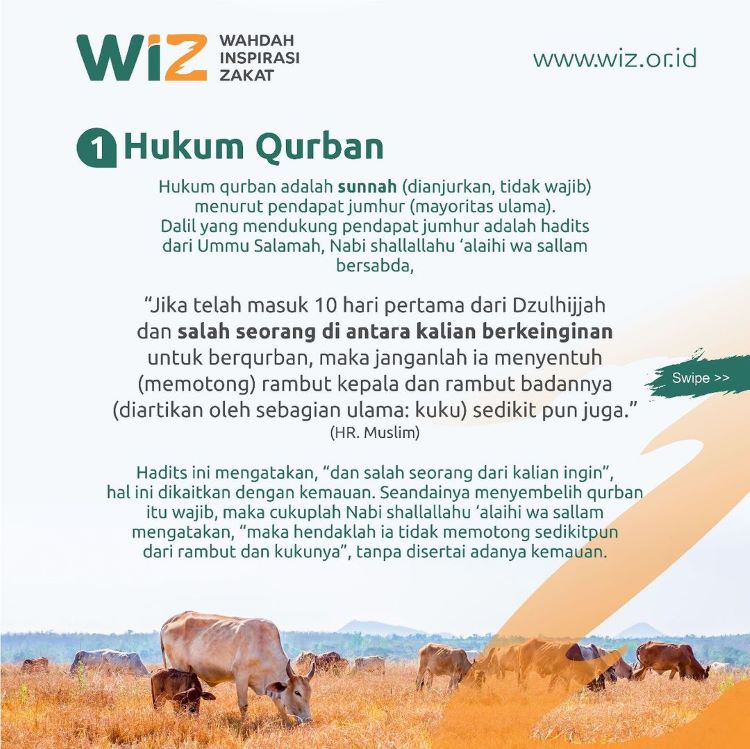 WiZ WAHDAH
INSPIRASI
ZAKAT
www.wiz.or.id
1 Hukum Qurban
Hukum qurban adalah sunnah (dianjurkan, tidak wajib)
menurut pendapat jumhur (mayoritas ulama).
Dalil yang mendukung pendapat jumhur adalah hadits
dari Ummu Salamah, Nabi shallallahu ‘alaihi wa sallam
bersabda,
“Jika telah masuk 10 hari pertama dari Dzulhijjah
dan salah seorang di antara kalian berkeinginan
untuk berqurban, maka janganlah ia menyentuh
(memotong) rambut kepala dan rambut badannya
(diartikan oleh sebagian ulama: kuku) sedikit pun juga.”
(HR. Muslim)
Swipe >>
Hadits ini mengatakan, “dan salah seorang dari kalian ingin”,
hal ini dikaitkan dengan kemauan. Seandainya menyembelih qurban
itu wajib, maka cukuplah Nabi shallallahu ‘alaihi wa sallam
mengatakan, “maka hendaklah ia tidak memotong sedikitpun
dari rambut dan kukunya”, tanpa disertai adanya kemauan.